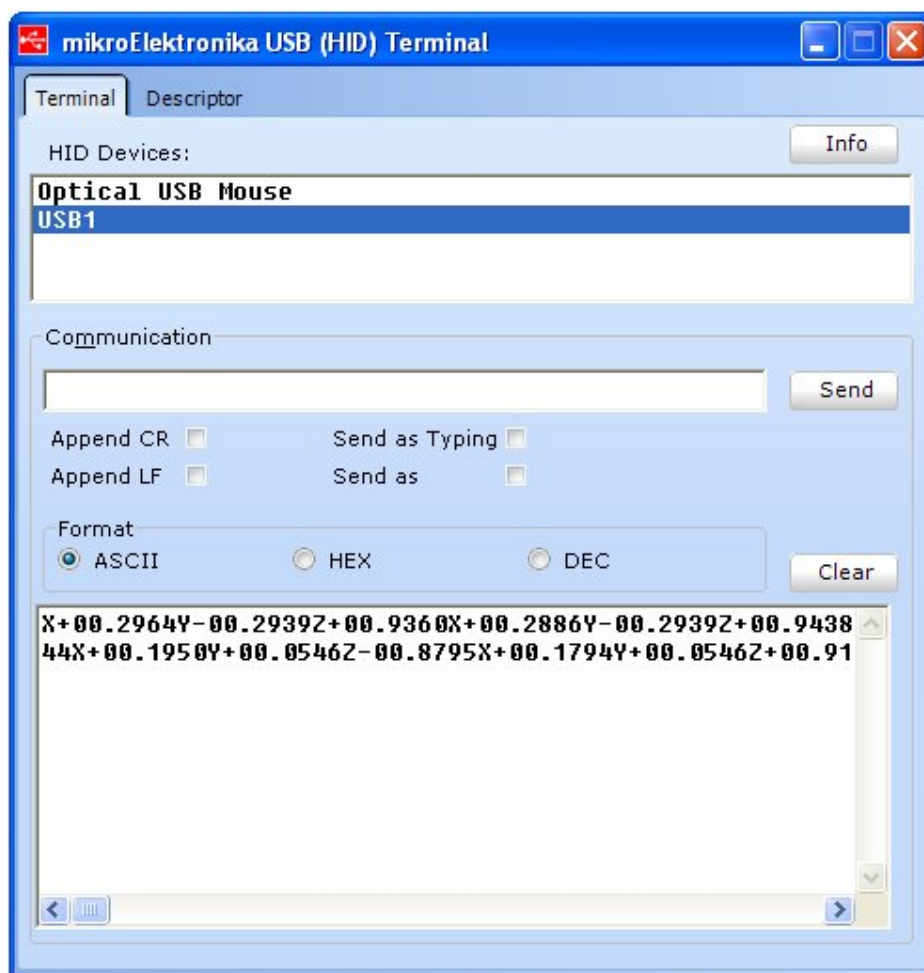 mikroElektronika USB (HID) Terminal
Terminal Descriptor
HID Devices:
Info
Optical USB Mouse
USB1
Communication
Send
Append CR
Send as Typing
Append LF
Send as
Format
ASCII
HEX
DEC
Clear
X+00.2964Y-00.2939Z+00.9360X+00.2886Y-00.2939Z+00.9438
44X+00.1950Y+00.0546Z-00.8795X+00.1794Y+00.0546Z+00.91